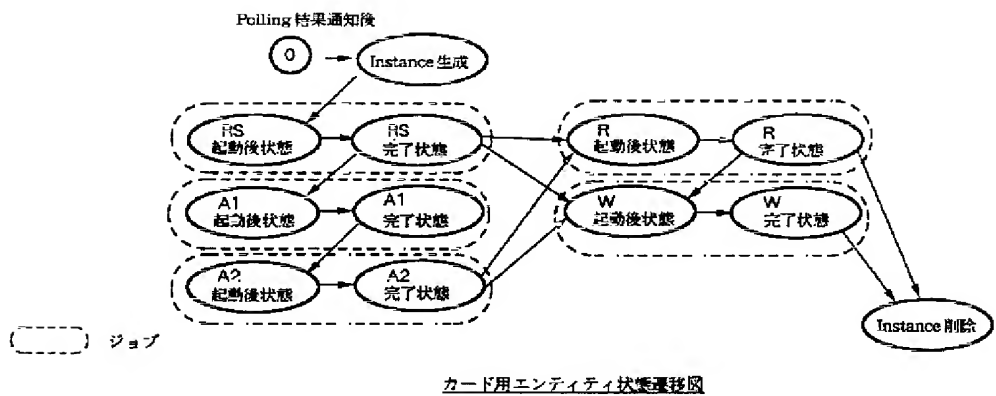 Polling 結果通知後
0
Instance 生成
RS
起動後状態
RS
完了状態
R
起動後状態
R
完了状態
A1
起動後状態
A1
完了状態
W
起動後状態
W
完了状態
A2
起動後状態
A2
完了状態
Instance 削除
ジョブ
カード用エンティティ状態遷移図